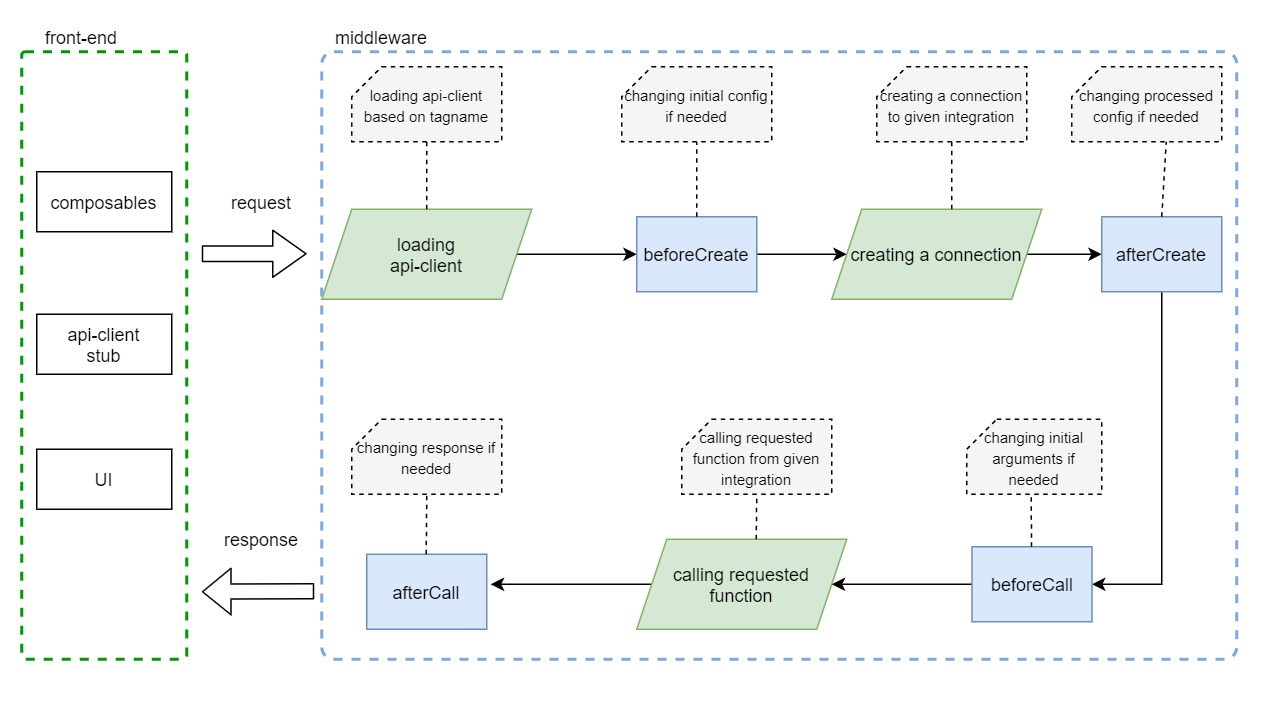 front-end
middleware
loading api-client
based on tagname
changing initial config
if needed
creating a connection
to given integration
changing processed
config if needed
composables
request
loading
api-client
beforeCreate
creating a connection
afterCreate
api-client
stub
changing response if
needed
calling requested
function from given
integration
changing initial
arguments if
needed
UI
response
afterCall
calling requested
function
beforeCall